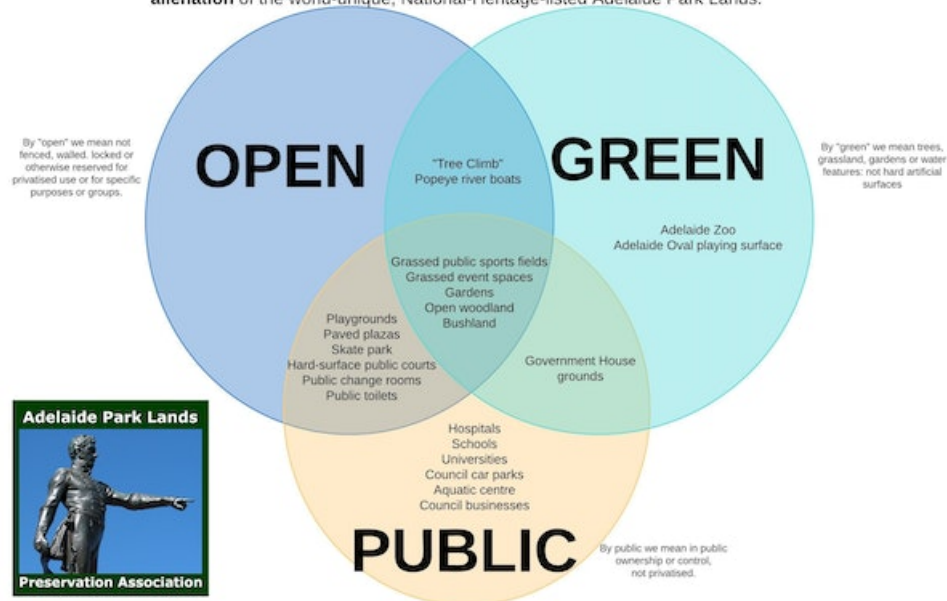 alienation of the world-unique, National-Heritage-listed Adelaide Park Lands.
OPEN
GREEN
By "open" we mean not
fenced, walled. locked or
otherwise reserved for
privatised use or for specific
purposes or groups.
"Tree Climb"
Popeye river boats
By "green" we mean trees,
grassland, gardens or water
features: not hard artificial
surfaces
Adelaide Zoo
Adelaide Oval playing surface
Grassed public sports fields
Grassed event spaces
Gardens
Open woodland
Bushland
Playgrounds
Paved plazas
Skate park
Hard-surface public courts
Public change rooms
Public toilets
Government House
grounds
Hospitals
Schools
Universities
Council car parks
Aquatic centre
Council businesses
PUBLIC
By public we mean in public
ownership or control,
not privatised.
Adelaide Park Lands
Preservation Association